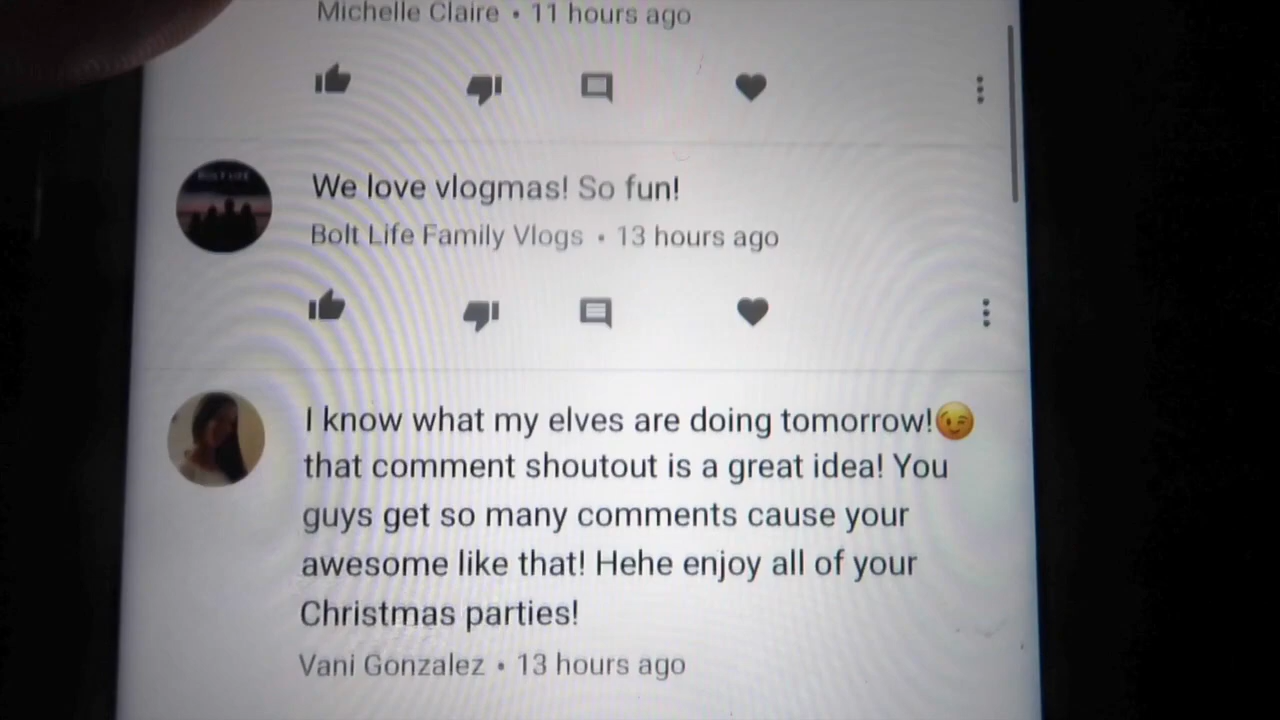 Michelle Claire • 11 hours ago
We love vlogmas! So fun!
Bolt Life Family Vlogs • 13 hours ago
I know what my elves are doing tomorrow!😉
that comment shoutout is a great idea! You
guys get so many comments cause your
awesome like that! Hehe enjoy all of your
Christmas parties!
Vani Gonzalez • 13 hours ago